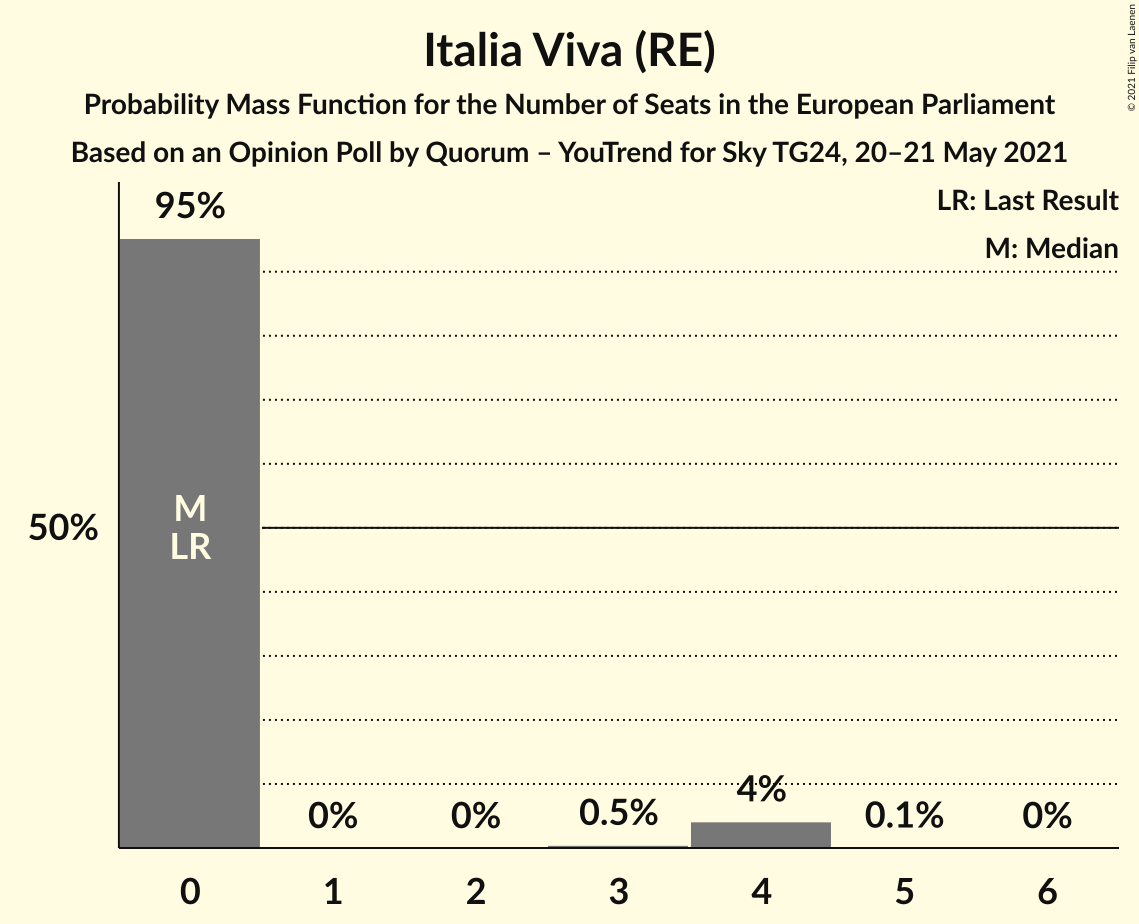 Italia Viva (RE)
Probability Mass Function for the Number of Seats in the European Parliament
Based on an Opinion Poll by Quorum – YouTrend for Sky TG24, 20–21 May 2021
© 2021 Filip van Laenen
LR: Last Result
M: Median
95%
M
LR
50%
0%
0%
0.5%
4%
0.1%
0%
0
1
2
3
4
5
6